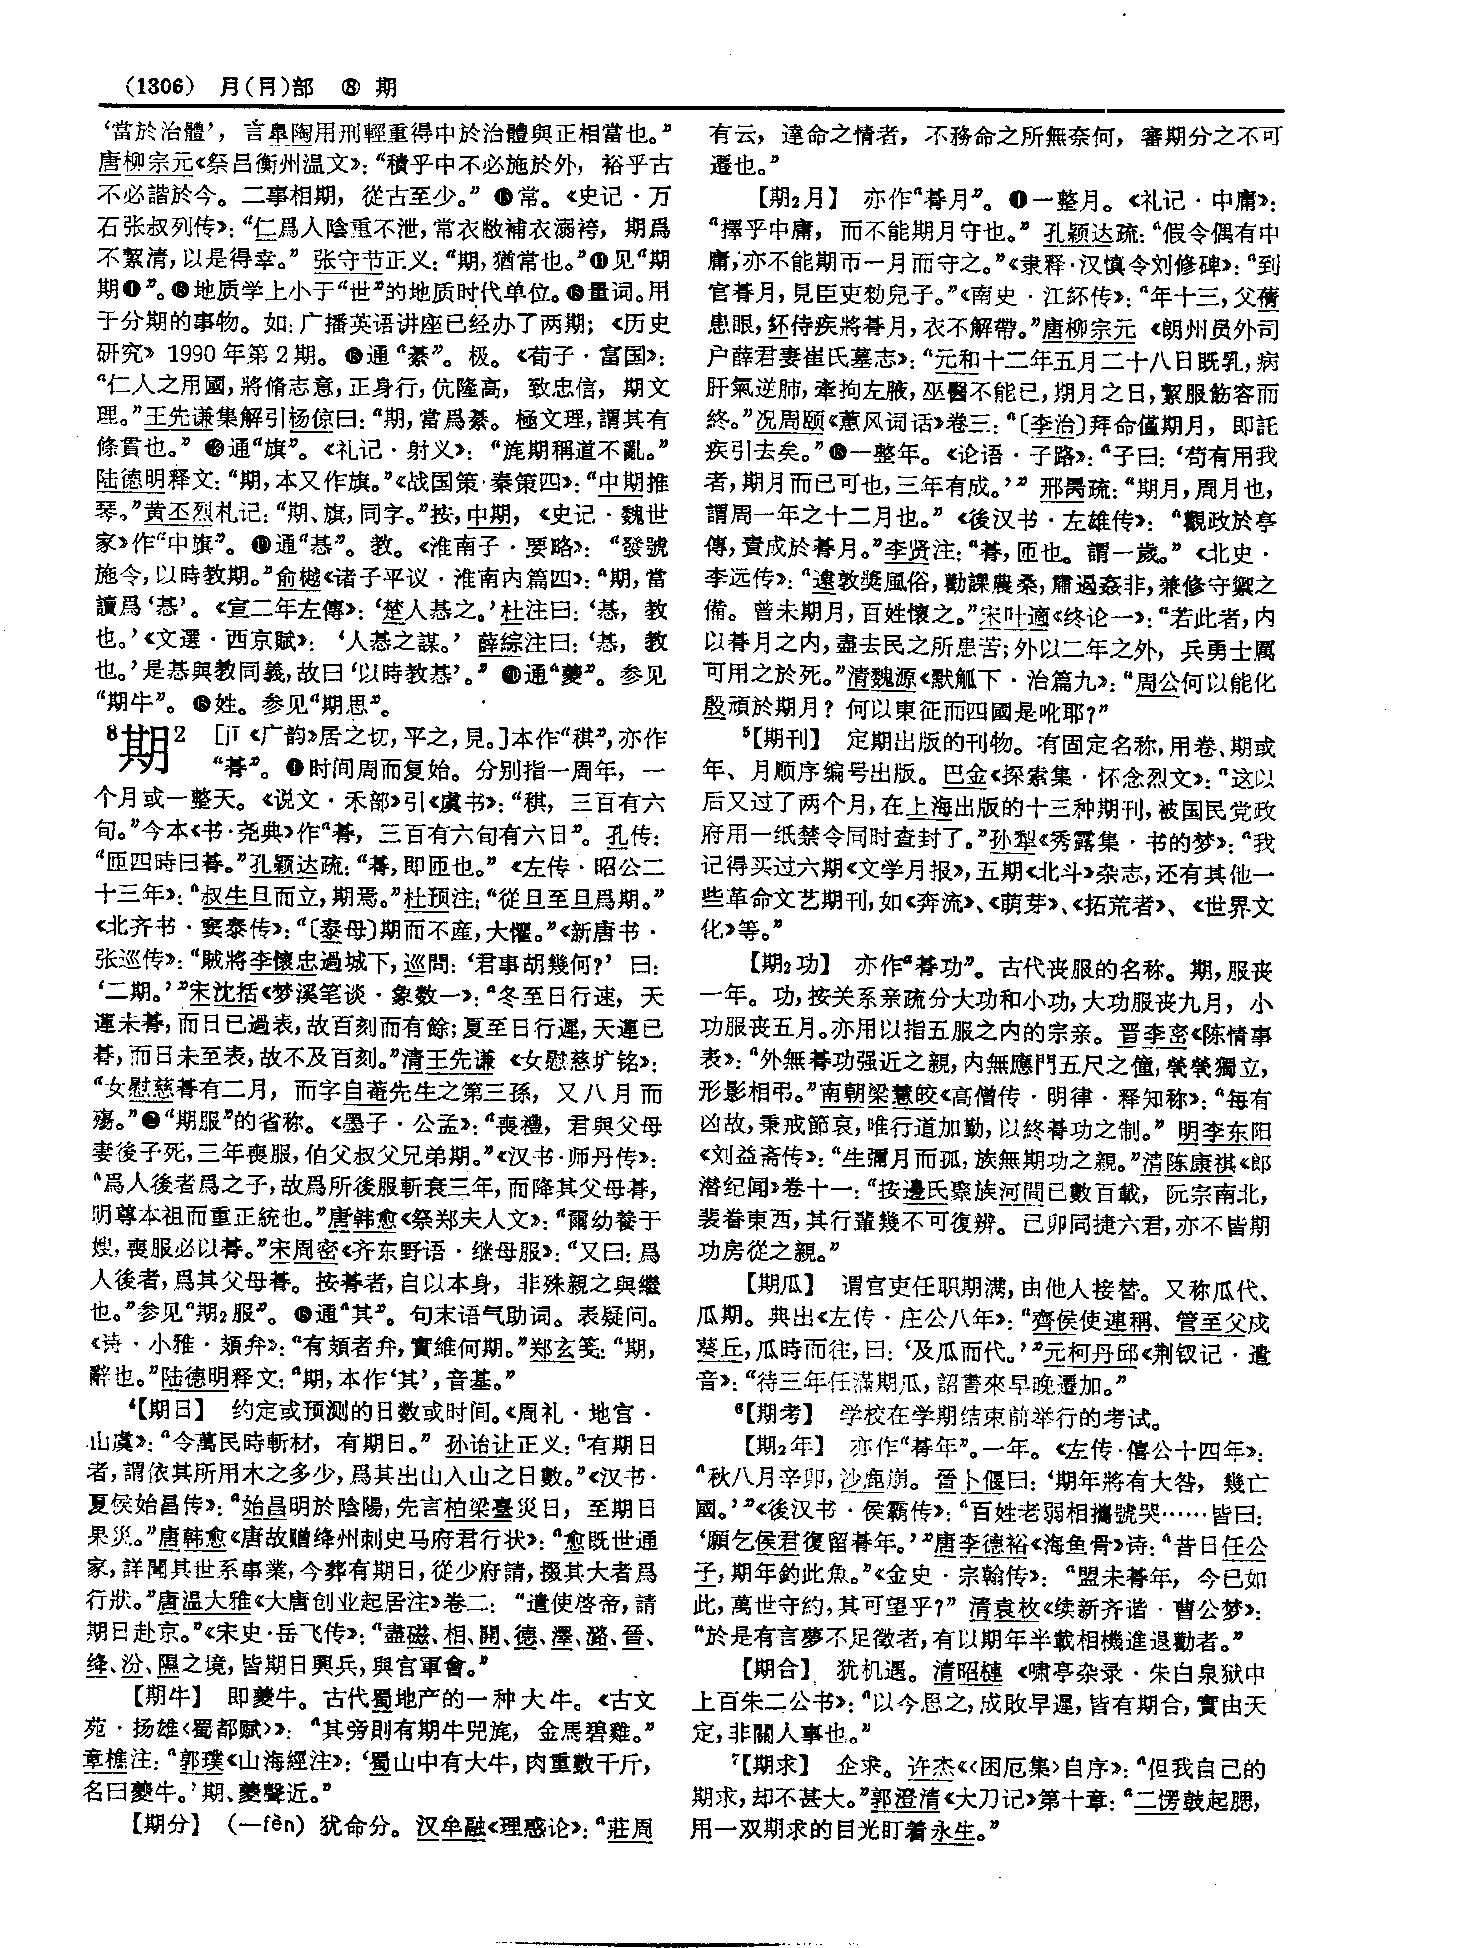 (1306) 月(⺝)部 ⑧ 期
‘當於治體’，言皋陶用刑輕重得中於治體與正相當也。”
唐柳宗元《祭吕衡州温文》：“積乎中不必施於外，裕乎古
不必諧於今。二事相期，從古至少。” ⓯常。《史记·万
石张叔列传》：“仁爲人陰重不泄，常衣敝補衣溺袴，期爲
不絜清，以是得幸。” 张守节正义：“期，猶常也。”⓮见“期
期❶”。⓯地质学上小于“世”的地质时代单位。⓰量词。用
于分期的事物。如：广播英语讲座已经办了两期；《历史
研究》1990年第2期。⓱通“綦”。极。《荀子·富国》：
“仁人之用國，將脩志意，正身行，伉隆高，致忠信，期文
理。”王先谦集解引杨倞曰：“期，當爲綦。極文理，謂其有
條貫也。” ⓲通“旗”。《礼记·射义》：“旄期稱道不亂。”
陆德明释文：“期，本又作旗。”《战国策·秦策四》：“中期推
琴。”黄丕烈札记：“期、旗，同字。”按，中期，《史记·魏世
家》作“中旗”。⓳通“惎”。教。《淮南子·要略》：“發號
施令，以時教期。”俞樾《诸子平议·淮南内篇四》：“期，當
讀爲‘惎’。《宣二年左傳》：‘楚人惎之。’杜注曰：‘惎，教
也。’《文選·西京賦》：‘人惎之謀。’ 薛综注曰：‘惎，教
也。’是惎與教同義，故曰‘以時教惎’。” ⓴通“夔”。参见
“期牛”。㉑姓。参见“期思”。
⁸期² [jī《广韵》居之切，平之，見。]本作“稘”，亦作
“朞”。❶时间周而复始。分别指一周年，一
个月或一整天。《说文·禾部》引《虞书》：“稘，三百有六
旬。”今本《书·尧典》作“朞，三百有六旬有六日”。孔传：
“匝四時曰朞。”孔颖达疏：“朞，即匝也。”《左传·昭公二
十三年》：“叔生旦而立，期焉。”杜预注：“從旦至旦爲期。”
《北齐书·窦泰传》：“〔泰母〕期而不産，大懼。”《新唐书·
张巡传》：“賊將李懷忠過城下，巡問：‘君事胡幾何？’曰：
‘二期。’”宋沈括《梦溪笔谈·象数一》：“冬至日行速，天
運未朞，而日已過表，故百刻而有餘；夏至日行遲，天運已
朞，而日未至表，故不及百刻。”清王先谦《女慰慈圹铭》：
“女慰慈朞有二月，而字自菴先生之第三孫，又八月而
殤。”❷“期服”的省称。《墨子·公孟》：“喪禮，君與父母
妻後子死，三年喪服，伯父叔父兄弟期。”《汉书·师丹传》：
“爲人後者爲之子，故爲所後服斬衰三年，而降其父母朞，
明尊本祖而重正統也。”唐韩愈《祭郑夫人文》：“爾幼養于
嫂，喪服必以朞。”宋周密《齐东野语·继母服》：“又曰：爲
人後者，爲其父母朞。按朞者，自以本身，非殊親之與繼
也。”参见“期₂服”。❸通“其”。句末语气助词。表疑问。
《诗·小雅·頍弁》：“有頍者弁，實維何期。”郑玄笺：“期，
辭也。”陆德明释文：“期，本作‘其’，音基。”
⁴【期日】 约定或预测的日数或时间。《周礼·地官·
山虞》：“令萬民時斬材，有期日。” 孙诒让正义：“有期日
者，謂依其所用木之多少，爲其出山入山之日數。”《汉书·
夏侯始昌传》：“始昌明於陰陽，先言柏梁臺災日，至期日
果災。”唐韩愈《唐故赠绛州刺史马府君行状》：“愈既世通
家，詳聞其世系事業，今葬有期日，從少府請，掇其大者爲
行狀。”唐温大雅《大唐创业起居注》卷二：“遣使啓帝，請
期日赴京。”《宋史·岳飞传》：“盡磁、相、開、德、澤、潞、晉、
绛、汾、隰之境，皆期日興兵，與官軍會。”
【期牛】 即夔牛。古代蜀地产的一种大牛。《古文
苑·扬雄〈蜀都赋〉》：“其旁則有期牛兕旄，金馬碧雞。”
章樵注：“郭璞《山海經注》：‘蜀山中有大牛，肉重數千斤，
名曰夔牛。’期、夔聲近。”
【期分】 (—fèn) 犹命分。汉牟融《理惑论》：“莊周
有云，達命之情者，不務命之所無奈何，審期分之不可
遷也。”
【期₂月】 亦作“朞月”。❶一整月。《礼记·中庸》：
“擇乎中庸，而不能期月守也。” 孔颖达疏：“假令偶有中
庸，亦不能期帀一月而守之。”《隶释·汉慎令刘修碑》：“到
官朞月，見臣吏勑兒子。”《南史·江紑传》：“年十三，父蒨
患眼，紑侍疾將朞月，衣不解帶。”唐柳宗元《朗州员外司
户薛君妻崔氏墓志》：“元和十二年五月二十八日既乳，病
肝氣逆肺，牽拘左腋，巫醫不能已，期月之日，絜服飭容而
終。”况周颐《蕙风词话》卷三：“〔李治〕拜命僅期月，即託
疾引去矣。”❷一整年。《论语·子路》：“子曰：‘苟有用我
者，期月而已可也，三年有成。’” 邢昺疏：“期月，周月也，
謂周一年之十二月也。”《後汉书·左雄传》：“觀政於亭
傳，責成於朞月。”李贤注：“朞，匝也。謂一歲。”《北史·
李远传》：“遠敦獎風俗，勸課農桑，肅遏姦非，兼修守禦之
備。曾未期月，百姓懷之。”宋叶適《终论一》：“若此者，内
以朞月之内，盡去民之所患苦；外以二年之外，兵勇士厲
可用之於死。”清魏源《默觚下·治篇九》：“周公何以能化
殷頑於期月？何以東征而四國是吪耶？”
⁵【期刊】 定期出版的刊物。有固定名称，用卷、期或
年、月顺序编号出版。巴金《探索集·怀念烈文》：“这以
后又过了两个月，在上海出版的十三种期刊，被国民党政
府用一纸禁令同时查封了。”孙犁《秀露集·书的梦》：“我
记得买过六期《文学月报》，五期《北斗》杂志，还有其他一
些革命文艺期刊，如《奔流》、《萌芽》、《拓荒者》、《世界文
化》等。”
【期₂功】 亦作“朞功”。古代丧服的名称。期，服丧
一年。功，按关系亲疏分大功和小功，大功服丧九月，小
功服丧五月。亦用以指五服之内的宗亲。晋李密《陈情事
表》：“外無朞功强近之親，内無應門五尺之僮，煢煢獨立，
形影相弔。”南朝梁慧皎《高僧传·明律·释知称》：“每有
凶故，秉戒節哀，唯行道加勤，以終朞功之制。” 明李东阳
《刘益斋传》：“生彌月而孤，族無期功之親。”清陈康祺《郎
潜纪闻》卷十一：“按邊氏聚族河間已數百載，阮宗南北，
裴眷東西，其行輩幾不可復辨。己卯同捷六君，亦不皆期
功房從之親。”
【期瓜】 谓官吏任职期满，由他人接替。又称瓜代、
瓜期。典出《左传·庄公八年》：“齊侯使連稱、管至父戍
葵丘，瓜時而往，曰：‘及瓜而代。’”元柯丹邱《荆钗记·遣
音》：“待三年任滿期瓜，詔書來早晚遷加。”
⁶【期考】 学校在学期结束前举行的考试。
【期₂年】 亦作“朞年”。一年。《左传·僖公十四年》：
“秋八月辛卯，沙鹿崩。晉卜偃曰：‘期年將有大咎，幾亡
國。’”《後汉书·侯霸传》：“百姓老弱相攜號哭……皆曰：
‘願乞侯君復留朞年。’”唐李德裕《海鱼骨》诗：“昔日任公
子，期年釣此魚。”《金史·宗翰传》：“盟未朞年，今已如
此，萬世守約，其可望乎？” 清袁枚《续新齐谐·曹公梦》：
“於是有言夢不足徵者，有以期年半載相機進退勸者。”
【期合】 犹机遇。清昭槤《啸亭杂录·朱白泉狱中
上百朱二公书》：“以今思之，成敗早遲，皆有期合，實由天
定，非關人事也。”
⁷【期求】 企求。许杰《〈困厄集〉自序》：“但我自己的
期求，却不甚大。”郭澄清《大刀记》第十章：“二愣鼓起腮，
用一双期求的目光盯着永生。”